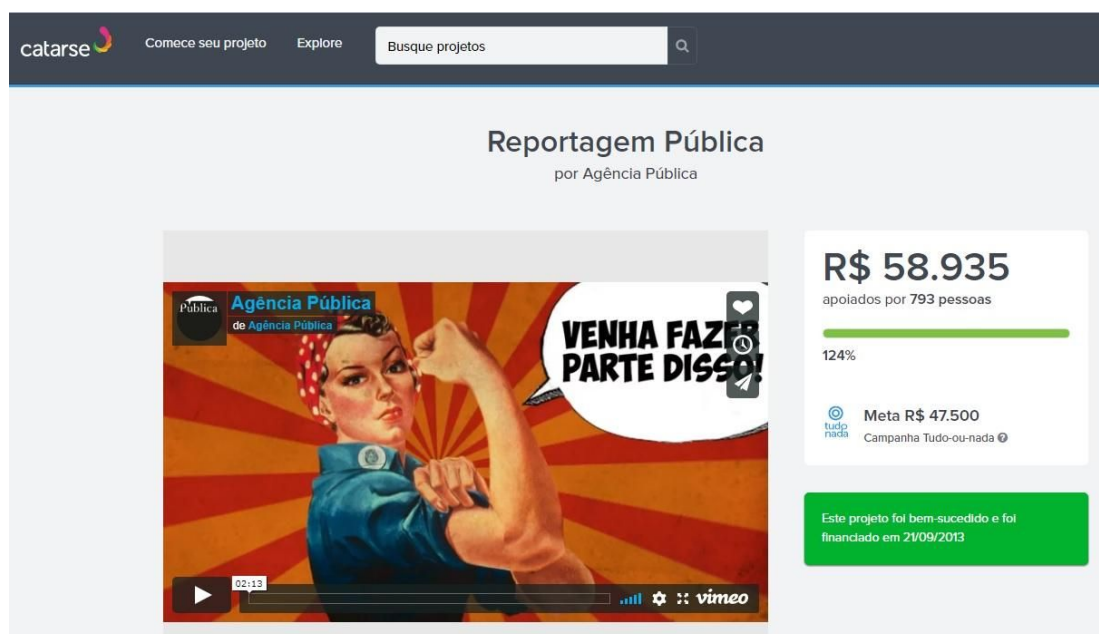 catarse
Comece seu projeto
Explore
Busque projetos
Reportagem Pública
por Agência Pública
Pública
Agência Pública
de Agência Pública
VENHA FAZER
PARTE DISSO!
02:13
vimeo
R$ 58.935
apoiados por 793 pessoas
124%
tudo
nada
Meta R$ 47.500
Campanha Tudo-ou-nada
Este projeto foi bem-sucedido e foi
financiado em 21/09/2013